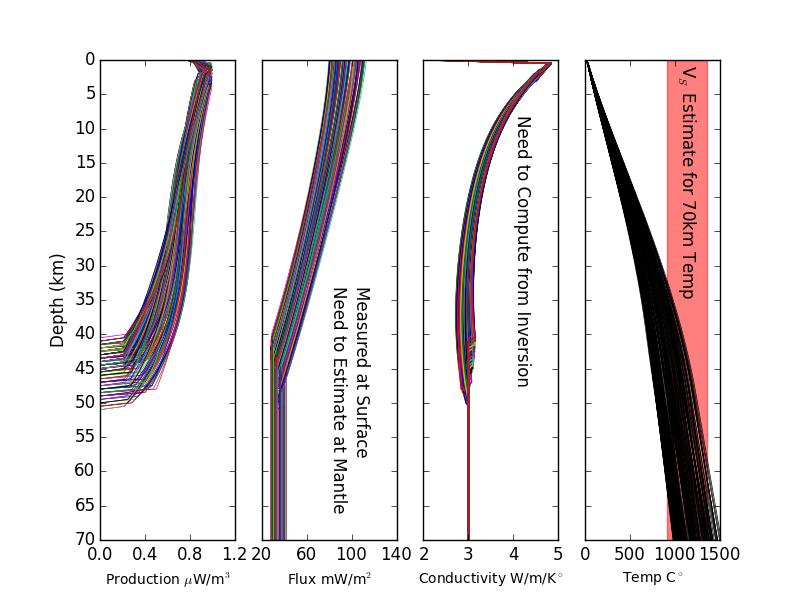 Depth (km)
0
5
10
15
20
25
30
35
40
45
50
55
60
65
70
0.0 0.4 0.8 1.2
Production μW/m³
20 60 100 140
Flux mW/m²
Measured at Surface
Need to Estimate at Mantle
2 3 4 5
Conductivity W/m/K°
Need to Compute from Inversion
0 500 1000 1500
Temp C°
V_S Estimate for 70km Temp